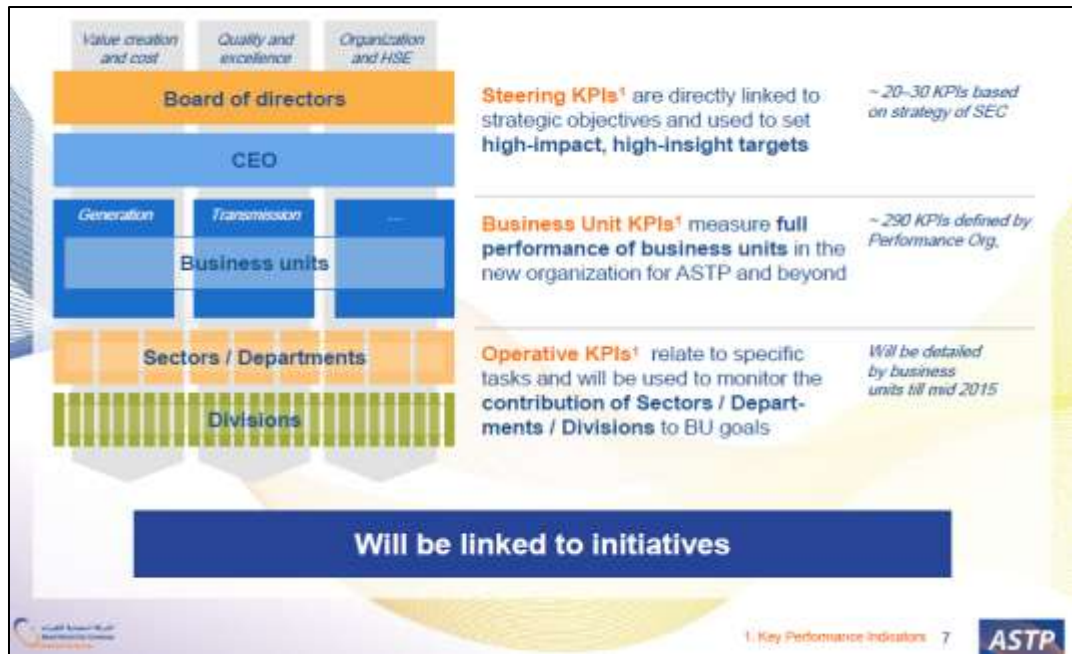 Value creation
and cost
Quality and
excellence
Organization
and HSE
Board of directors
CEO
Generation
Transmission
....
Business units
Sectors / Departments
Divisions
Steering KPIs¹ are directly linked to
strategic objectives and used to set
high-impact, high-insight targets
~ 20–30 KPIs based
on strategy of SEC
Business Unit KPIs¹ measure full
performance of business units in the
new organization for ASTP and beyond
~ 290 KPIs defined by
Performance Org.
Operative KPIs¹ relate to specific
tasks and will be used to monitor the
contribution of Sectors / Depart-
ments / Divisions to BU goals
Will be detailed
by business
units till mid 2015
Will be linked to initiatives
1. Key Performance Indicators 7
ASTP